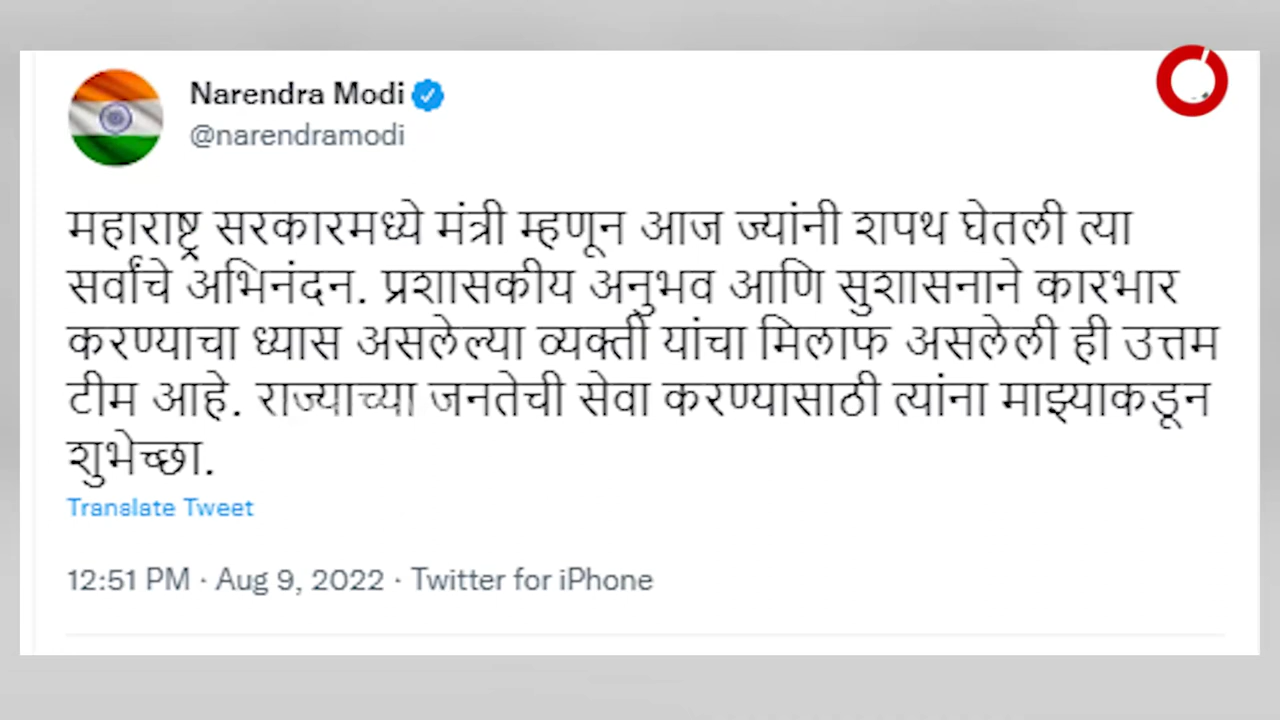 Narendra Modi
@narendramodi
महाराष्ट्र सरकारमध्ये मंत्री म्हणून आज ज्यांनी शपथ घेतली त्या
सर्वांचे अभिनंदन. प्रशासकीय अनुभव आणि सुशासनाने कारभार
करण्याचा ध्यास असलेल्या व्यक्ती यांचा मिलाफ असलेली ही उत्तम
टीम आहे. राज्याच्या जनतेची सेवा करण्यासाठी त्यांना माझ्याकडून
शुभेच्छा.
Translate Tweet
12:51 PM · Aug 9, 2022 · Twitter for iPhone